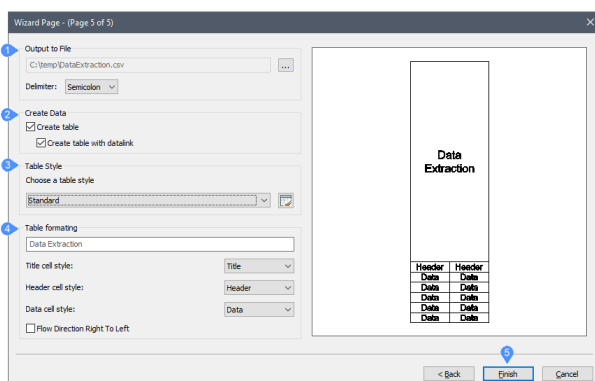 Wizard Page - (Page 5 of 5)
1
Output to File
C:\temp\DataExtraction.csv
...
Delimiter: Semicolon
2
Create Data
Create table
Create table with datalink
3
Table Style
Choose a table style
Standard
4
Table formating
Data Extraction
Title cell style: Title
Header cell style: Header
Data cell style: Data
Flow Direction Right To Left
Data
Extraction
Header Header
Data Data
Data Data
Data Data
Data Data
Data Data
5
< Back Finish Cancel